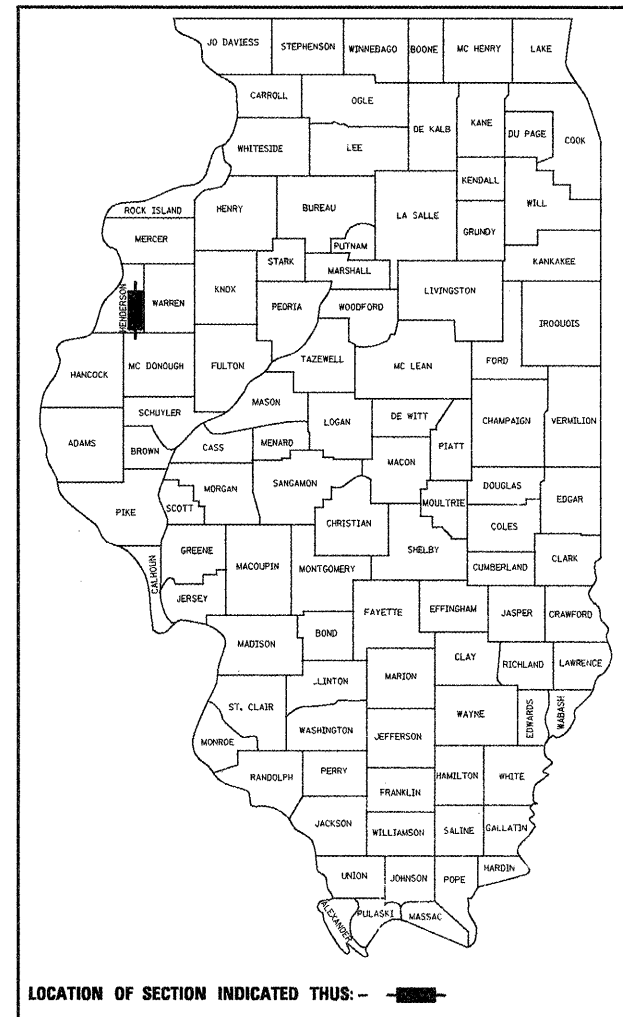 JO DAVIESS STEPHENSON WINNEBAGO BOONE MC HENRY LAKE
CARROLL OGLE DE KALB KANE DU PAGE COOK
WHITESIDE LEE
KENDALL
ROCK ISLAND HENRY BUREAU LA SALLE WILL
MERCER PUTNAM GRUNDY
STARK MARSHALL KANKAKEE
HENDERSON WARREN KNOX PEORIA WOODFORD LIVINGSTON IROQUOIS
HANCOCK MC DONOUGH FULTON TAZEWELL MC LEAN FORD
SCHUYLER MASON
ADAMS BROWN CASS MENARD LOGAN DE WITT PIATT CHAMPAIGN VERMILION
MACON
PIKE SCOTT MORGAN SANGAMON MOULTRIE DOUGLAS EDGAR
CHRISTIAN COLES
GREENE MACOUPIN MONTGOMERY SHELBY CUMBERLAND CLARK
CALHOUN JERSEY
FAYETTE EFFINGHAM JASPER CRAWFORD
MADISON BOND
CLAY RICHLAND LAWRENCE
LINTON MARION
ST. CLAIR WAYNE EDWARDS WABASH
WASHINGTON JEFFERSON
MONROE
RANDOLPH PERRY HAMILTON WHITE
FRANKLIN
JACKSON WILLIAMSON SALINE GALLATIN
UNION JOHNSON POPE HARDIN
ALEXANDER PULASKI MASSAC
LOCATION OF SECTION INDICATED THUS: -